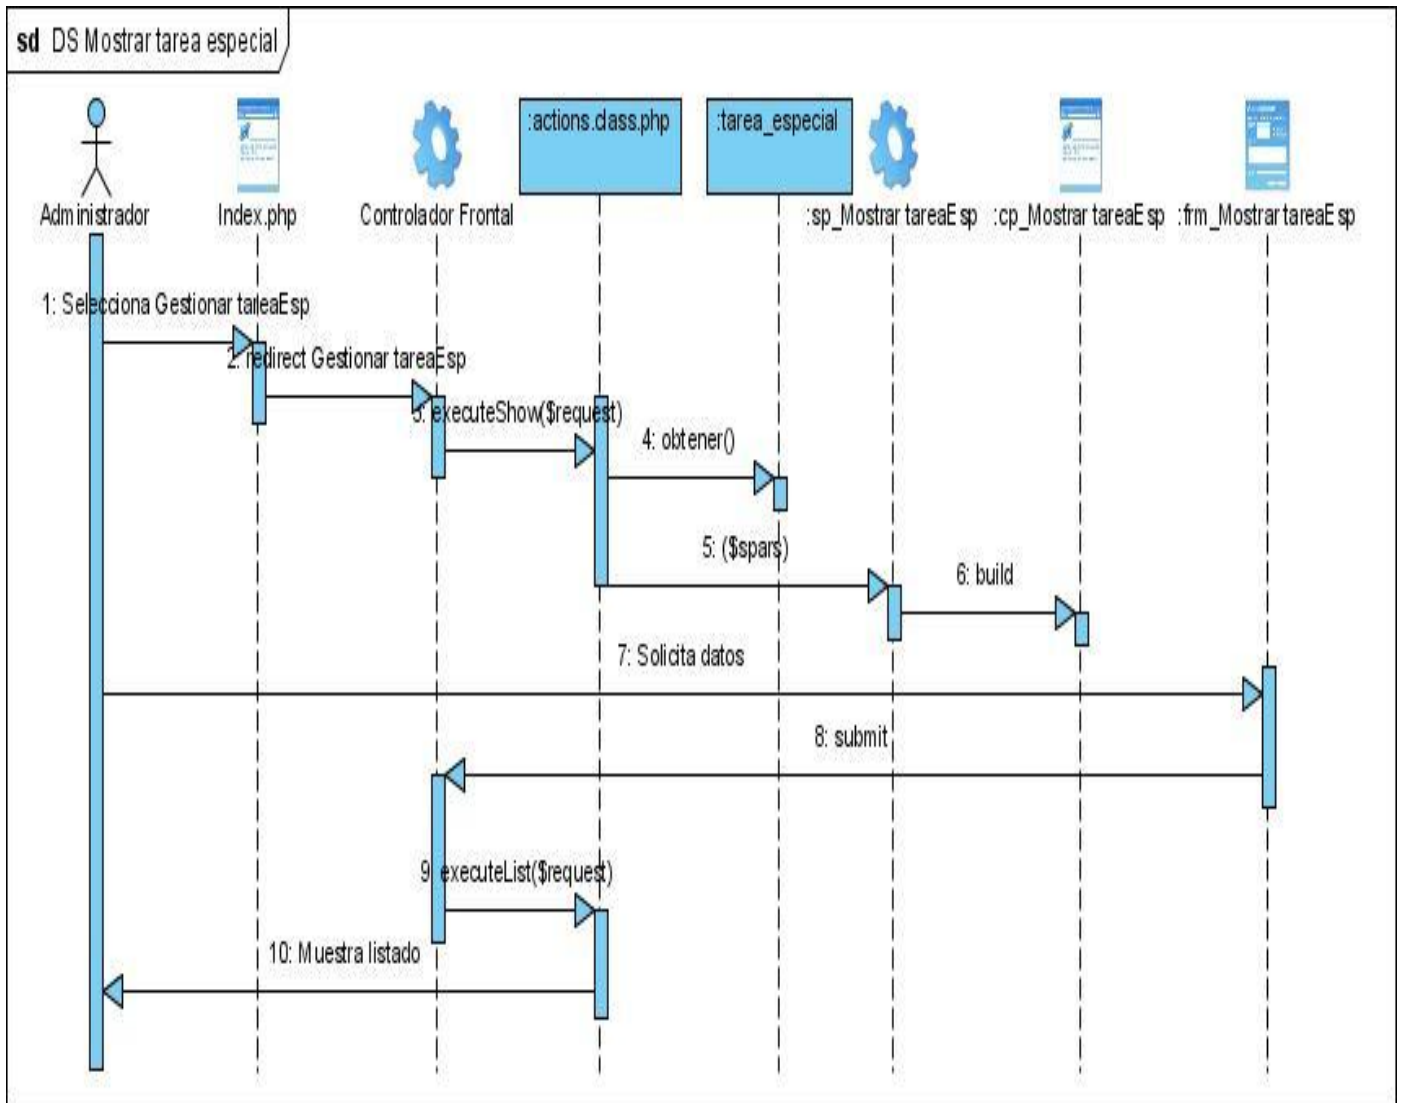 sd DS Mostrar tarea especial
:actions.class.php
:tarea_especial
Administrador
Index.php
Controlador Frontal
:sp_Mostrar tareaEsp
:cp_Mostrar tareaEsp
:frm_Mostrar tareaEsp
1: Selecciona Gestionar tareaEsp
2: redirect Gestionar tareaEsp
3: executeShow($request)
4: obtener()
5: ($spars)
6: build
7: Solicita datos
8: submit
9: executeList($request)
10: Muestra listado